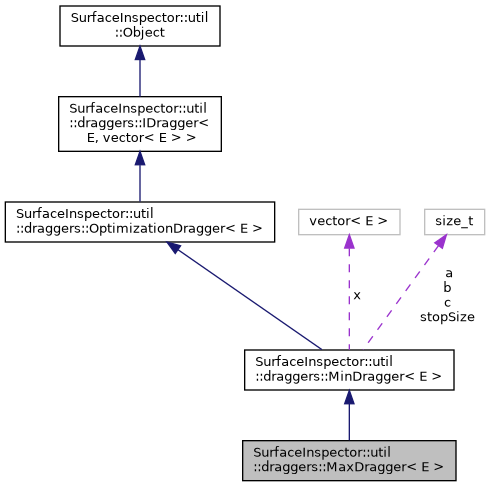 SurfaceInspector::util
::Object
SurfaceInspector::util
::draggers::IDragger<
E, vector< E > >
SurfaceInspector::util
::draggers::OptimizationDragger< E >
vector< E >
size_t
x
a
b
c
stopSize
SurfaceInspector::util
::draggers::MinDragger< E >
SurfaceInspector::util
::draggers::MaxDragger< E >